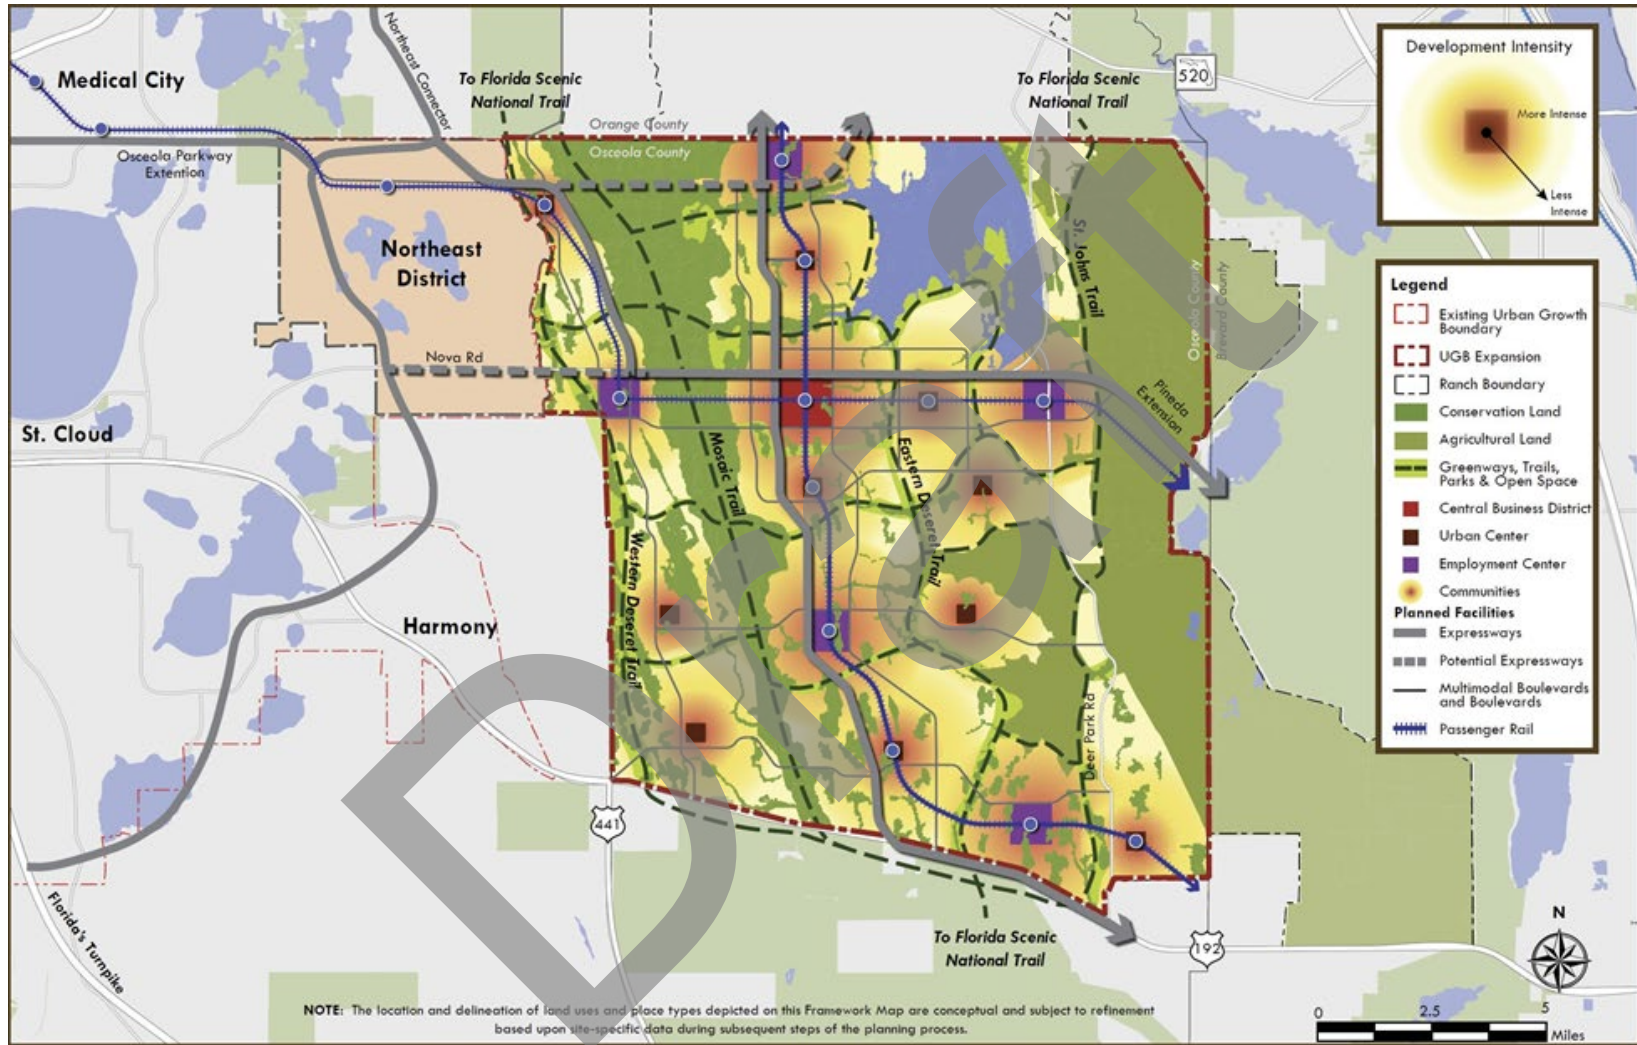 Medical City
Northeast Connector
To Florida Scenic
National Trail
To Florida Scenic
National Trail
520
Orange County
Osceola County
Osceola Parkway
Extention
Northeast
District
St. Johns Trail
Osceola County
Brevard County
Nova Rd
Pineda
Extension
St. Cloud
Mosaic Trail
Eastern Deseret Trail
Western Deseret Trail
Harmony
Deer Park Rd
441
Florida's Turnpike
To Florida Scenic
National Trail
192
Draft
NOTE: The location and delineation of land uses and place types depicted on this Framework Map are conceptual and subject to refinement
based upon site-specific data during subsequent steps of the planning process.
Development Intensity
More Intense
Less
Intense
Legend
Existing Urban Growth
Boundary
UGB Expansion
Ranch Boundary
Conservation Land
Agricultural Land
Greenways, Trails,
Parks & Open Space
Central Business District
Urban Center
Employment Center
Communities
Planned Facilities
Expressways
Potential Expressways
Multimodal Boulevards
and Boulevards
Passenger Rail
N
0 2.5 5
Miles